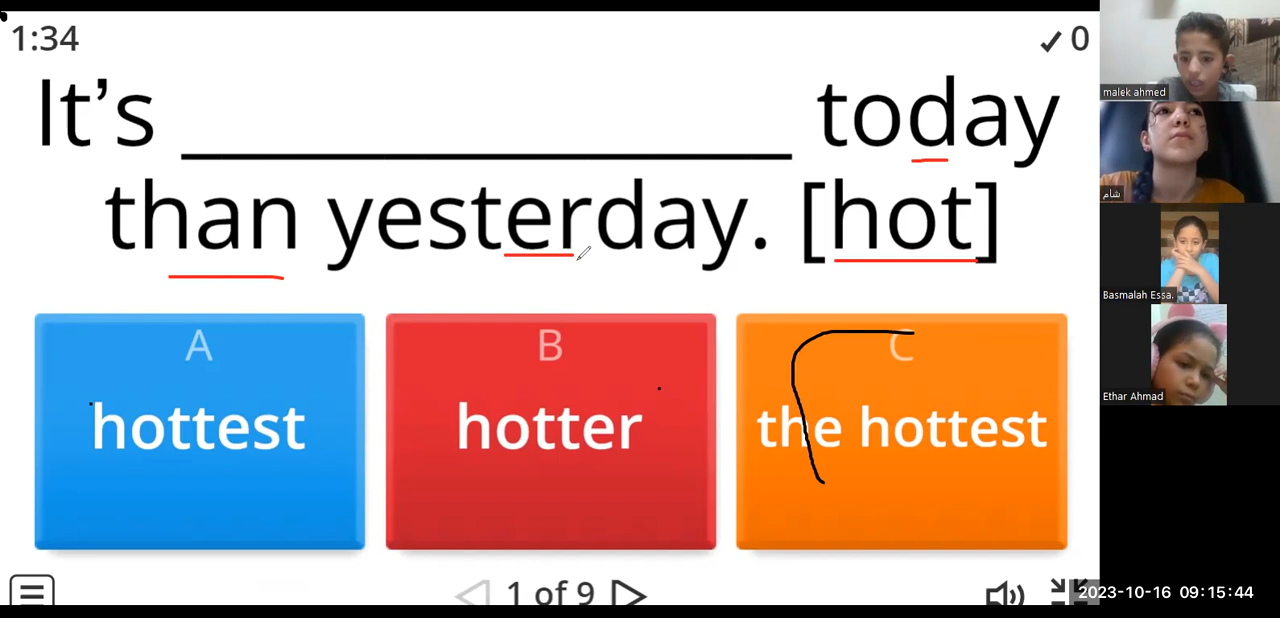 1:34
✓ 0
It's ____________ today
than yesterday. [hot]
A
hottest
B
hotter
C
the hottest
1 of 9
malek ahmed
شام
Basmalah Essa.
Ethar Ahmad
2023-10-16 09:15:44